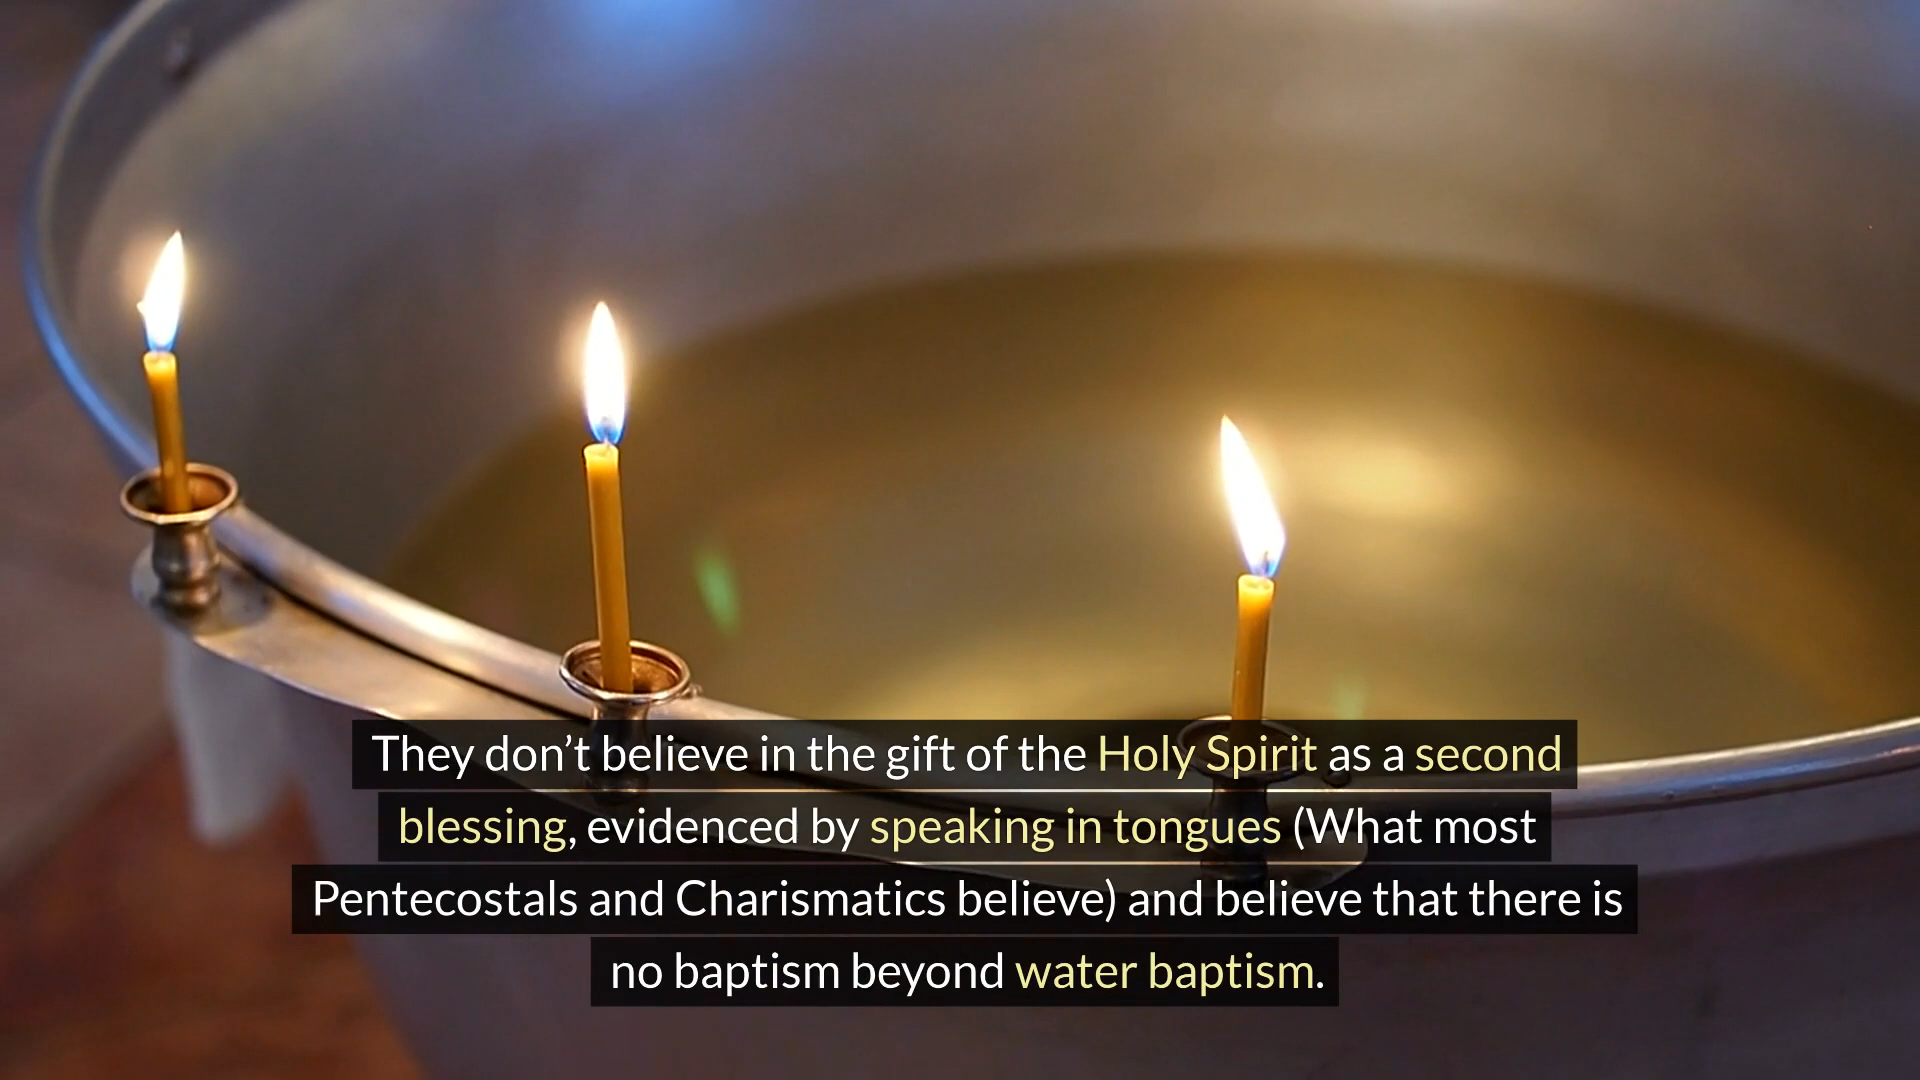 They don’t believe in the gift of the Holy Spirit as a second
blessing, evidenced by speaking in tongues (What most
Pentecostals and Charismatics believe) and believe that there is
no baptism beyond water baptism.